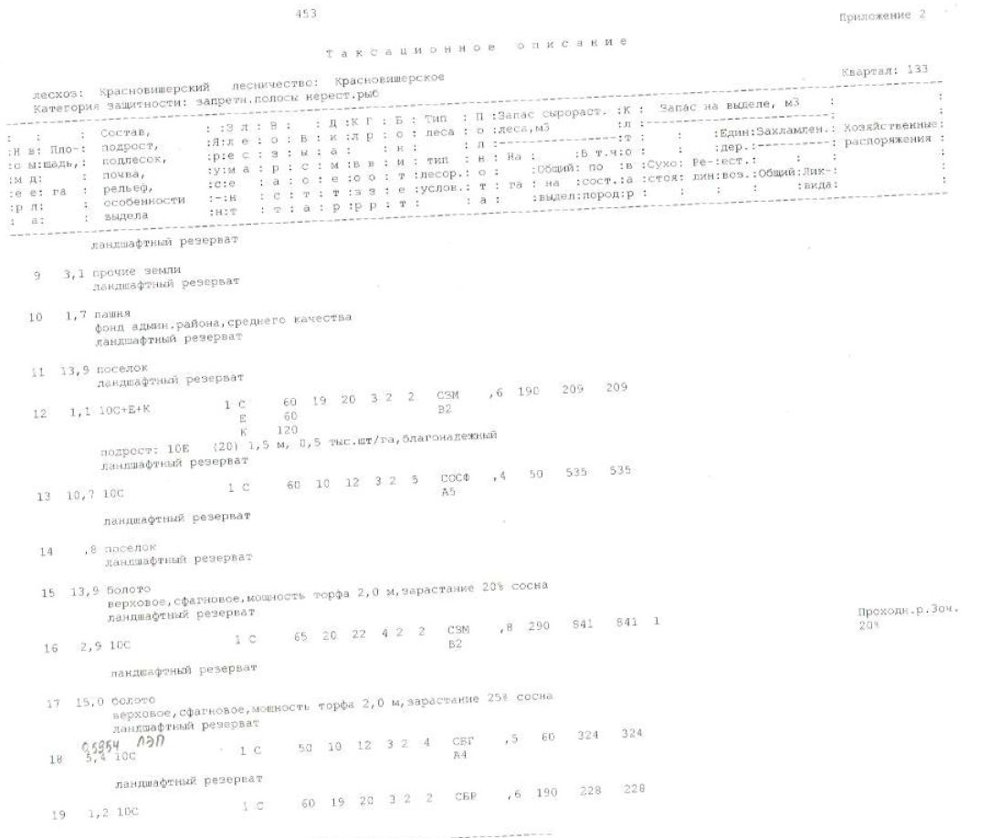 453
Приложение 2
Таксационное описание
лесхоз: Красновишерский лесничество: Красновишерское Квартал: 133
Категория защитности: запретн.полосы нерест.рыб
: : : Состав, : :Э л : В : : Д :К Г : Б : Тип : П :Запас сырораст. :К : Запас на выделе, м3 : :
:Н в: Пло-: подрост, :Я:л е : о : В : к :л р : о : леса : о :леса,м3 :л :----------------------: Хозяйственные:
:о ы:щадь,: подлесок, :р:е с : з : ы : а : : н : : л :---------------:т : : :Един:Захламлен.: распоряжения :
:м д: : почва, :у:м а : р : с : м :в в : и : тип : н : На : :В т.ч:о : : :дер.:---------: :
:е е: га : рельеф, :с:е : а : о : е :о о : т :лесор.: о : :Общий: по :в :Сухо: Ре-:ест.: : : :
:р л: : особенности :-:н : с : т : т :з з : е :услов.: т : га : на :сост.:а :стоя: лин:воз.:Общий:Лик-: :
: а: : выдела :н:т : т : а : р :р р : т : : а : :выдел:пород:р : : : : :вида: :
ландшафтный резерват
9 3,1 прочие земли
ландшафтный резерват
10 1,7 пашня
фонд админ.района,среднего качества
ландшафтный резерват
11 13,9 поселок
ландшафтный резерват
12 1,1 10С+Е+К 1 С 60 19 20 3 2 2 СЗМ ,6 190 209 209
Е 60 В2
К 120
подрост: 10Е (20) 1,5 м, 0,5 тыс.шт/га,благонадежный
ландшафтный резерват
13 10,7 10С 1 С 60 10 12 3 2 5 СОСФ ,4 50 535 535
А5
ландшафтный резерват
14 ,8 поселок
ландшафтный резерват
15 13,9 болото
верховое,сфагновое,мощность торфа 2,0 м,зарастание 20% сосна
ландшафтный резерват
16 2,9 10С 1 С 65 20 22 4 2 2 СЗМ ,8 290 841 841 1 Проходн.р.3оч.
В2 20%
ландшафтный резерват
17 15,0 болото
верховое,сфагновое,мощность торфа 2,0 м,зарастание 25% сосна
ландшафтный резерват
0,5954 ЛЭП
18 5,4 10С 1 С 50 10 12 3 2 4 СБГ ,5 60 324 324
А4
ландшафтный резерват
19 1,2 10С 1 С 60 19 20 3 2 2 СБР ,6 190 228 228